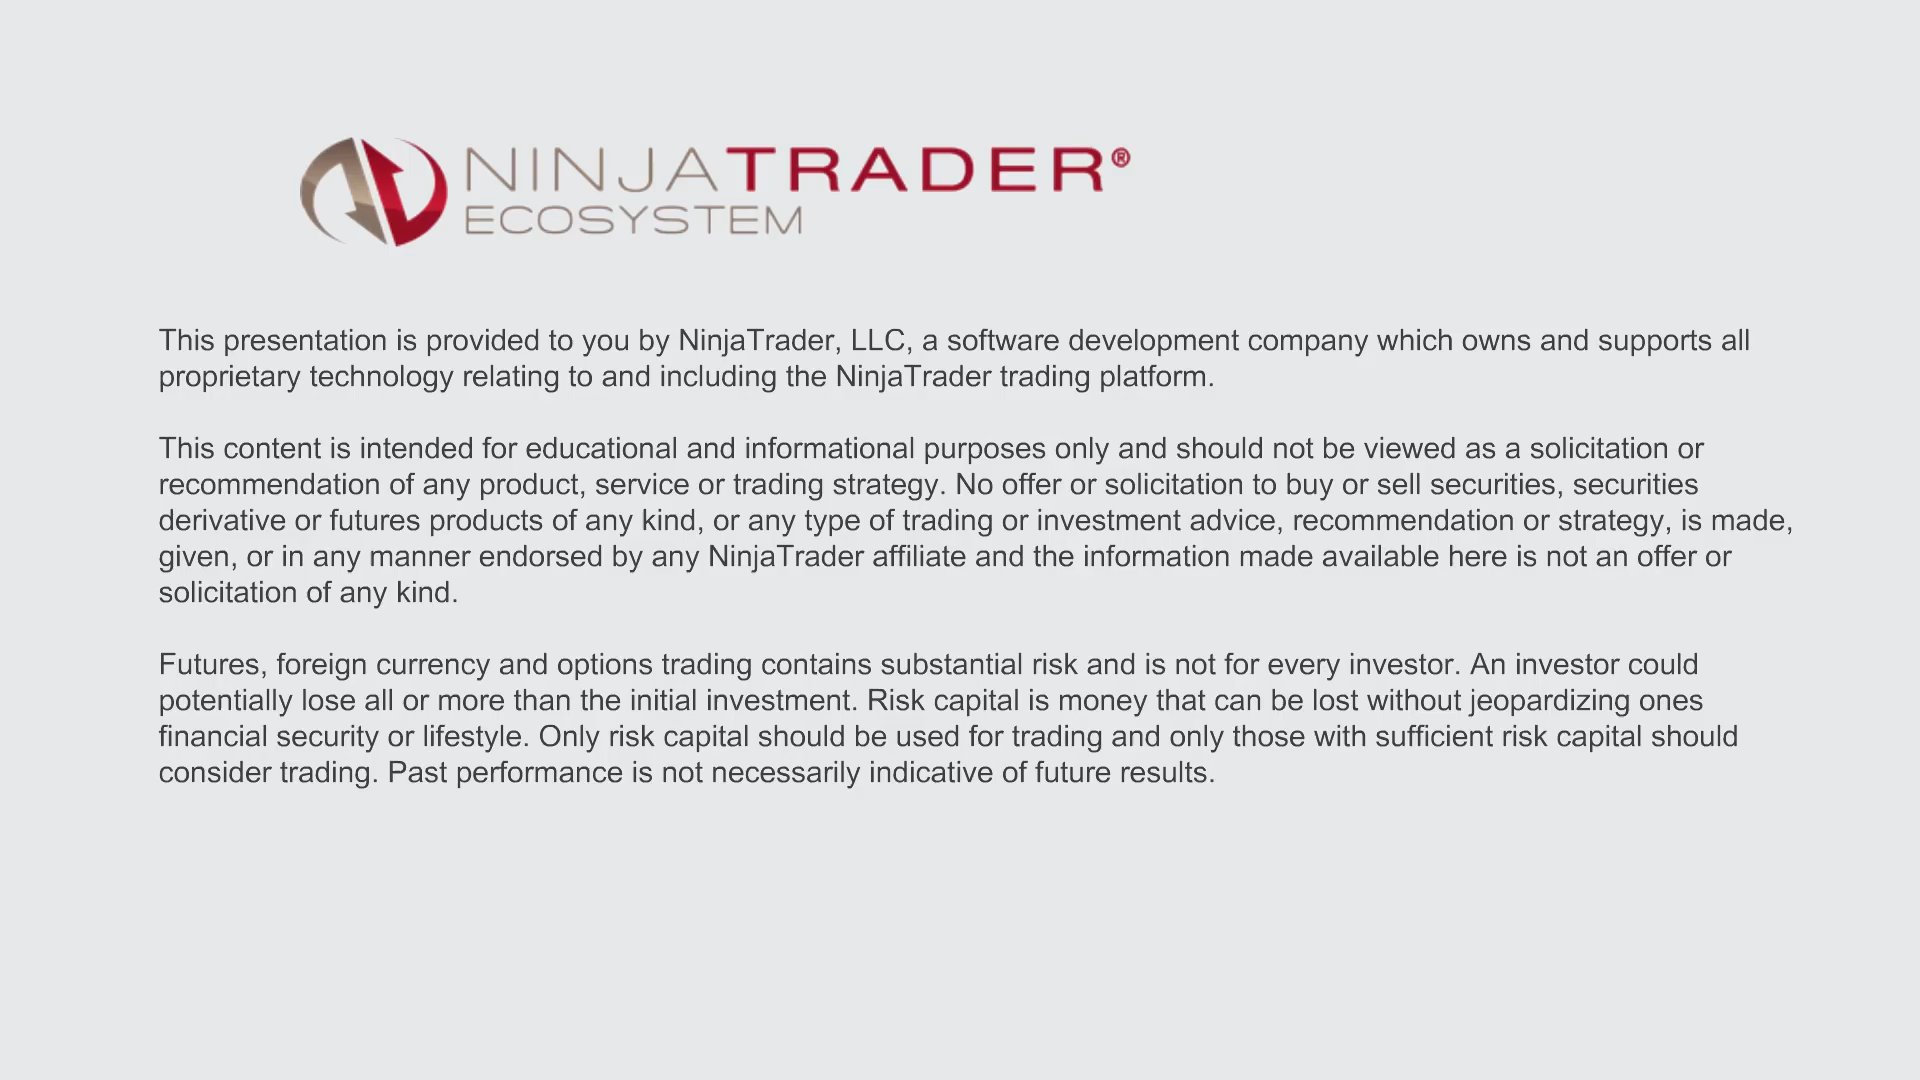 NINJATRADER®
ECOSYSTEM
This presentation is provided to you by NinjaTrader, LLC, a software development company which owns and supports all
proprietary technology relating to and including the NinjaTrader trading platform.
This content is intended for educational and informational purposes only and should not be viewed as a solicitation or
recommendation of any product, service or trading strategy. No offer or solicitation to buy or sell securities, securities
derivative or futures products of any kind, or any type of trading or investment advice, recommendation or strategy, is made,
given, or in any manner endorsed by any NinjaTrader affiliate and the information made available here is not an offer or
solicitation of any kind.
Futures, foreign currency and options trading contains substantial risk and is not for every investor. An investor could
potentially lose all or more than the initial investment. Risk capital is money that can be lost without jeopardizing ones
financial security or lifestyle. Only risk capital should be used for trading and only those with sufficient risk capital should
consider trading. Past performance is not necessarily indicative of future results.